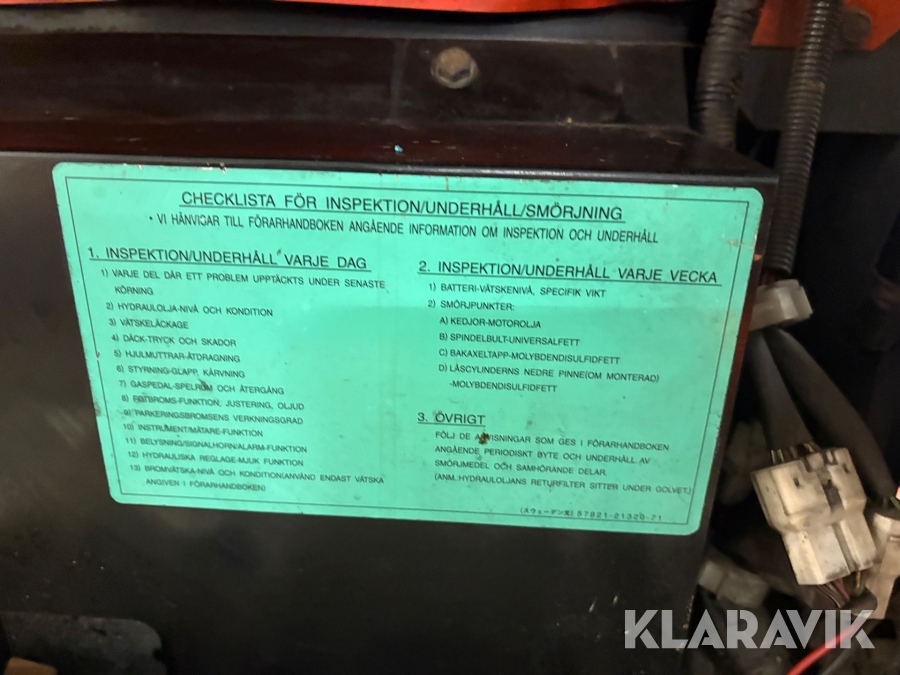 CHECKLISTA FÖR INSPEKTION/UNDERHÅLL/SMÖRJNING
• VI HÄNVISAR TILL FÖRARHANDBOKEN ANGÅENDE INFORMATION OM INSPEKTION OCH UNDERHÅLL
1. INSPEKTION/UNDERHÅLL VARJE DAG
1) VARJE DEL DÄR ETT PROBLEM UPPTÄCKTS UNDER SENASTE
KÖRNING
2) HYDRAULOLJA-NIVÅ OCH KONDITION
3) VÄTSKELÄCKAGE
4) DÄCK-TRYCK OCH SKADOR
5) HJULMUTTRAR-ÅTDRAGNING
6) STYRNING-GLAPP, KÄRVNING
7) GASPEDAL-SPELRUM OCH ÅTERGÅNG
8) FOTBROMS-FUNKTION, JUSTERING, OLJUD
9) PARKERINGSBROMSENS VERKNINGSGRAD
10) INSTRUMENT/MÄTARE-FUNKTION
11) BELYSNING/SIGNALHORN/ALARM-FUNKTION
12) HYDRAULISKA REGLAGE-MJUK FUNKTION
13) BROMVÄTSKA-NIVÅ OCH KONDITION(ANVÄND ENDAST VÄTSKA
ANGIVEN I FÖRARHANDBOKEN)
2. INSPEKTION/UNDERHÅLL VARJE VECKA
1) BATTERI-VÄTSKENIVÅ, SPECIFIK VIKT
2) SMÖRJPUNKTER:
A) KEDJOR-MOTOROLJA
B) SPINDELBULT-UNIVERSALFETT
C) BAKAXELTAPP-MOLYBDENDISULFIDFETT
D) LÅSCYLINDERNS NEDRE PINNE(OM MONTERAD)
-MOLYBDENDISULFIDFETT
3. ÖVRIGT
FÖLJ DE ANVISNINGAR SOM GES I FÖRARHANDBOKEN
ANGÅENDE PERIODISKT BYTE OCH UNDERHÅLL AV
SMÖRJMEDEL OCH SAMHÖRANDE DELAR.
(ANM. HYDRAULOLJANS RETURFILTER SITTER UNDER GOLVET.)
(スウェーデン文) 57821-21320-71
KLARAVIK